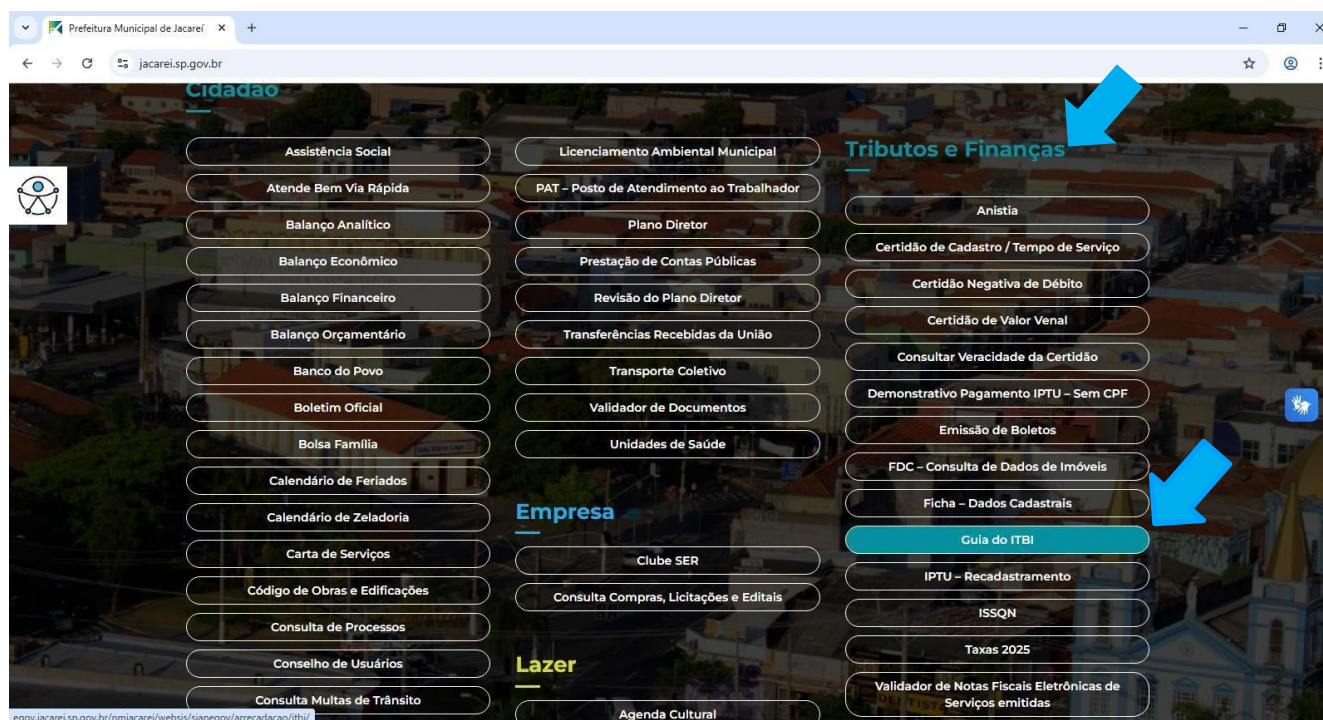 Prefeitura Municipal de Jacareí
jacarei.sp.gov.br
Cidadão
Assistência Social
Atende Bem Via Rápida
Balanço Analítico
Balanço Econômico
Balanço Financeiro
Balanço Orçamentário
Banco do Povo
Boletim Oficial
Bolsa Família
Calendário de Feriados
Calendário de Zeladoria
Carta de Serviços
Código de Obras e Edificações
Consulta de Processos
Conselho de Usuários
Consulta Multas de Trânsito
Licenciamento Ambiental Municipal
PAT – Posto de Atendimento ao Trabalhador
Plano Diretor
Prestação de Contas Públicas
Revisão do Plano Diretor
Transferências Recebidas da União
Transporte Coletivo
Validador de Documentos
Unidades de Saúde
Empresa
Clube SER
Consulta Compras, Licitações e Editais
Lazer
Agenda Cultural
Tributos e Finanças
Anistia
Certidão de Cadastro / Tempo de Serviço
Certidão Negativa de Débito
Certidão de Valor Venal
Consultar Veracidade da Certidão
Demonstrativo Pagamento IPTU – Sem CPF
Emissão de Boletos
FDC – Consulta de Dados de Imóveis
Ficha – Dados Cadastrais
Guia do ITBI
IPTU – Recadastramento
ISSQN
Taxas 2025
Validador de Notas Fiscais Eletrônicas de
Serviços emitidas
egov.jacarei.sp.gov.br/pmjacarei/websis/siapegov/arrecadacao/itbi/